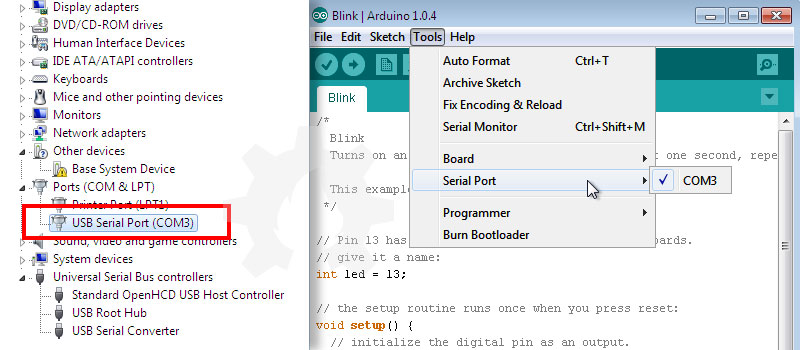 Display adapters
DVD/CD-ROM drives
Human Interface Devices
IDE ATA/ATAPI controllers
Keyboards
Mice and other pointing devices
Monitors
Network adapters
Other devices
Base System Device
Ports (COM & LPT)
Printer Port (LPT1)
USB Serial Port (COM3)
Sound, video and game controllers
System devices
Universal Serial Bus controllers
Standard OpenHCD USB Host Controller
USB Root Hub
USB Serial Converter
Blink | Arduino 1.0.4
File Edit Sketch Tools Help
Auto Format Ctrl+T
Archive Sketch
Fix Encoding & Reload
Serial Monitor Ctrl+Shift+M
Board
Serial Port
COM3
Programmer
Burn Bootloader
Blink
/*
Blink
Turns on an one second, repe
This example
// Pin 13 has
// give it a name:
int led = 13;
// the setup routine runs once when you press reset:
void setup() {
// initialize the digital pin as an output.